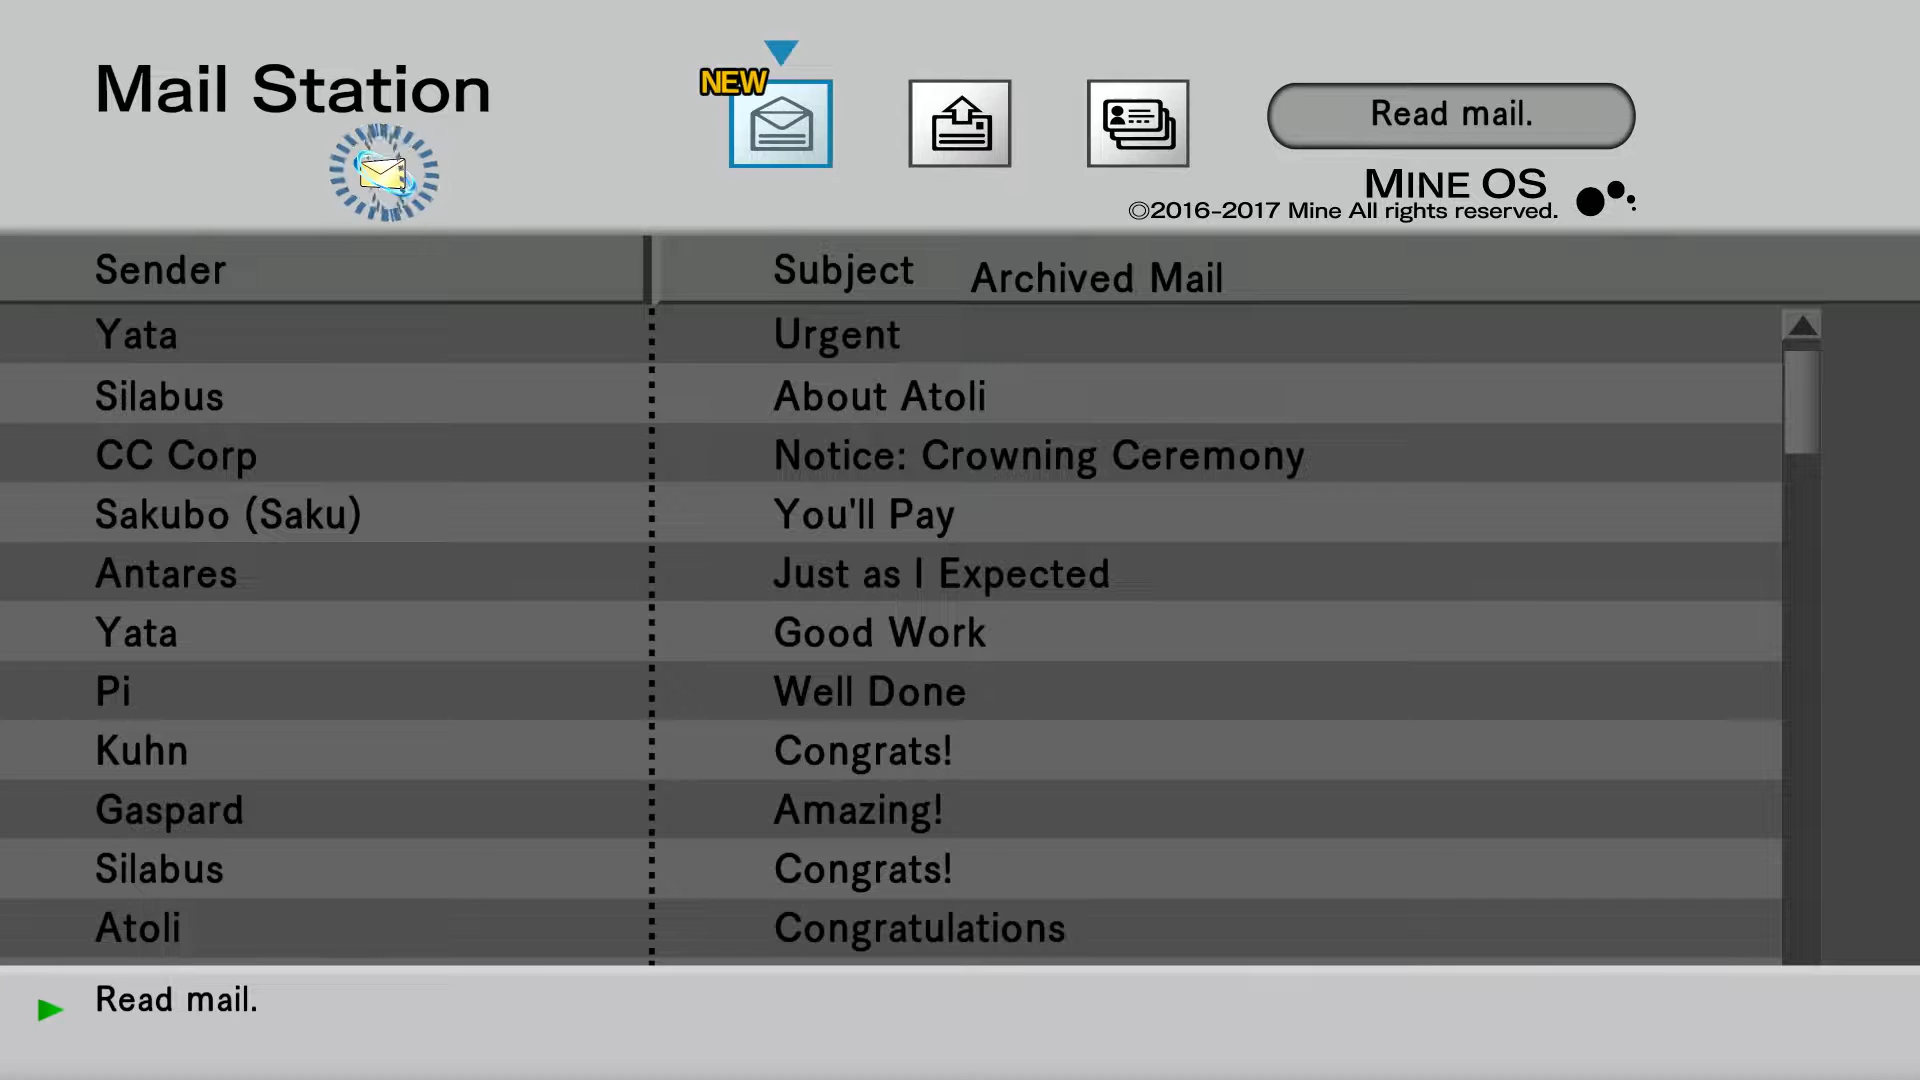 Mail Station
NEW
Read mail.
MINE OS
©2016-2017 Mine All rights reserved.
Sender Subject Archived Mail
Yata Urgent
Silabus About Atoli
CC Corp Notice: Crowning Ceremony
Sakubo (Saku) You'll Pay
Antares Just as I Expected
Yata Good Work
Pi Well Done
Kuhn Congrats!
Gaspard Amazing!
Silabus Congrats!
Atoli Congratulations
Read mail.